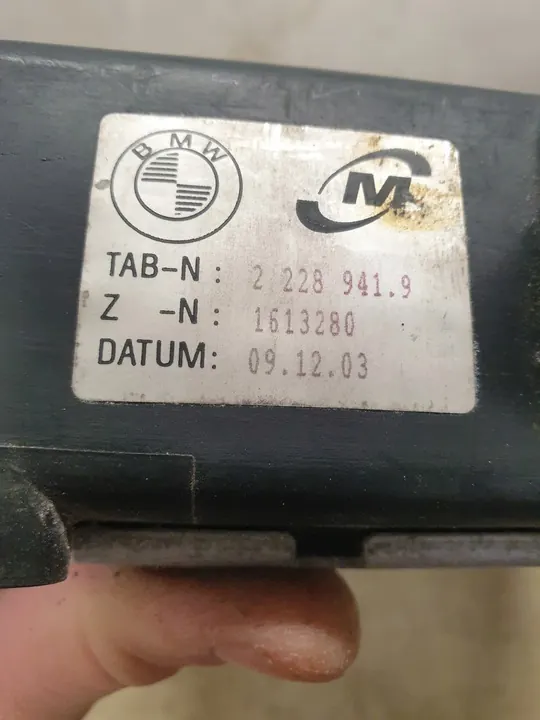 BMW
M
TAB-N: 2 228 941.9
Z -N: 1613280
DATUM: 09.12.03